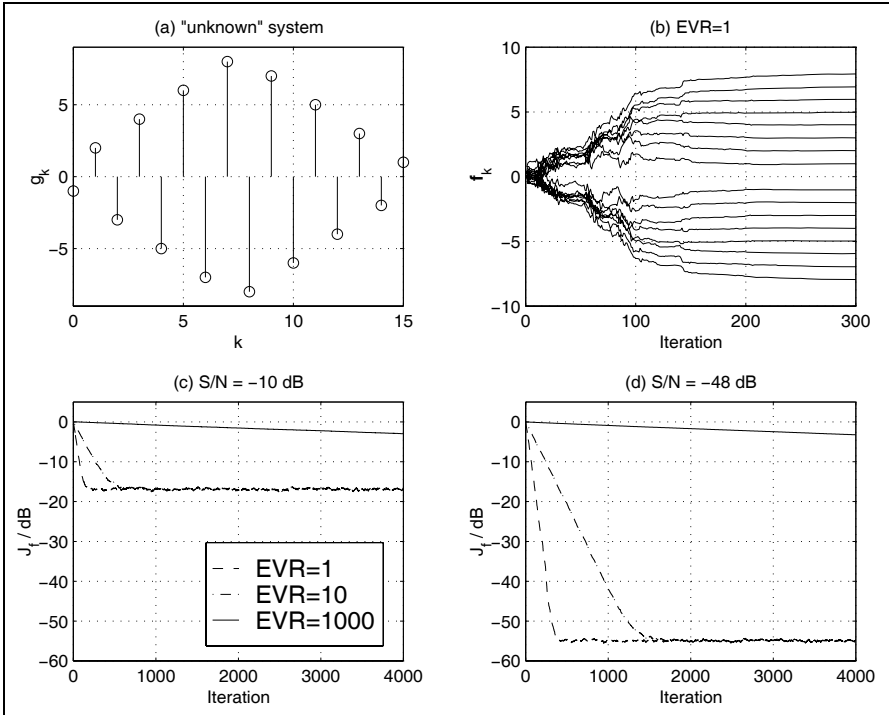 (a) "unknown" system
5
0
−5
g_k
0 5 10 15
k
(b) EVR=1
10
5
0
−5
−10
f_k
0 100 200 300
Iteration
(c) S/N = −10 dB
0
−10
−20
−30
−40
−50
−60
J_f / dB
EVR=1
EVR=10
EVR=1000
0 1000 2000 3000 4000
Iteration
(d) S/N = −48 dB
0
−10
−20
−30
−40
−50
−60
J_f / dB
0 1000 2000 3000 4000
Iteration